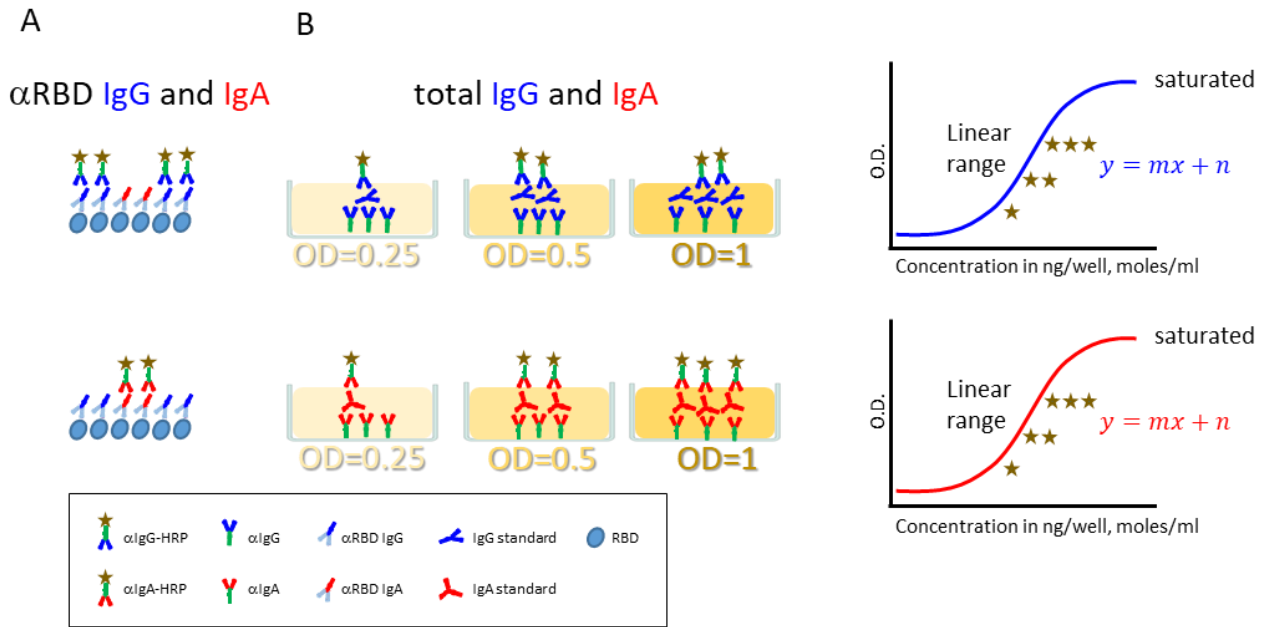 A
B
αRBD IgG and IgA
total IgG and IgA
OD=0.25
OD=0.5
OD=1
O.D.
Linear
range
saturated
y = mx + n
Concentration in ng/well, moles/ml
OD=0.25
OD=0.5
OD=1
O.D.
Linear
range
saturated
y = mx + n
Concentration in ng/well, moles/ml
αIgG-HRP
αIgG
αRBD IgG
IgG standard
RBD
αIgA-HRP
αIgA
αRBD IgA
IgA standard